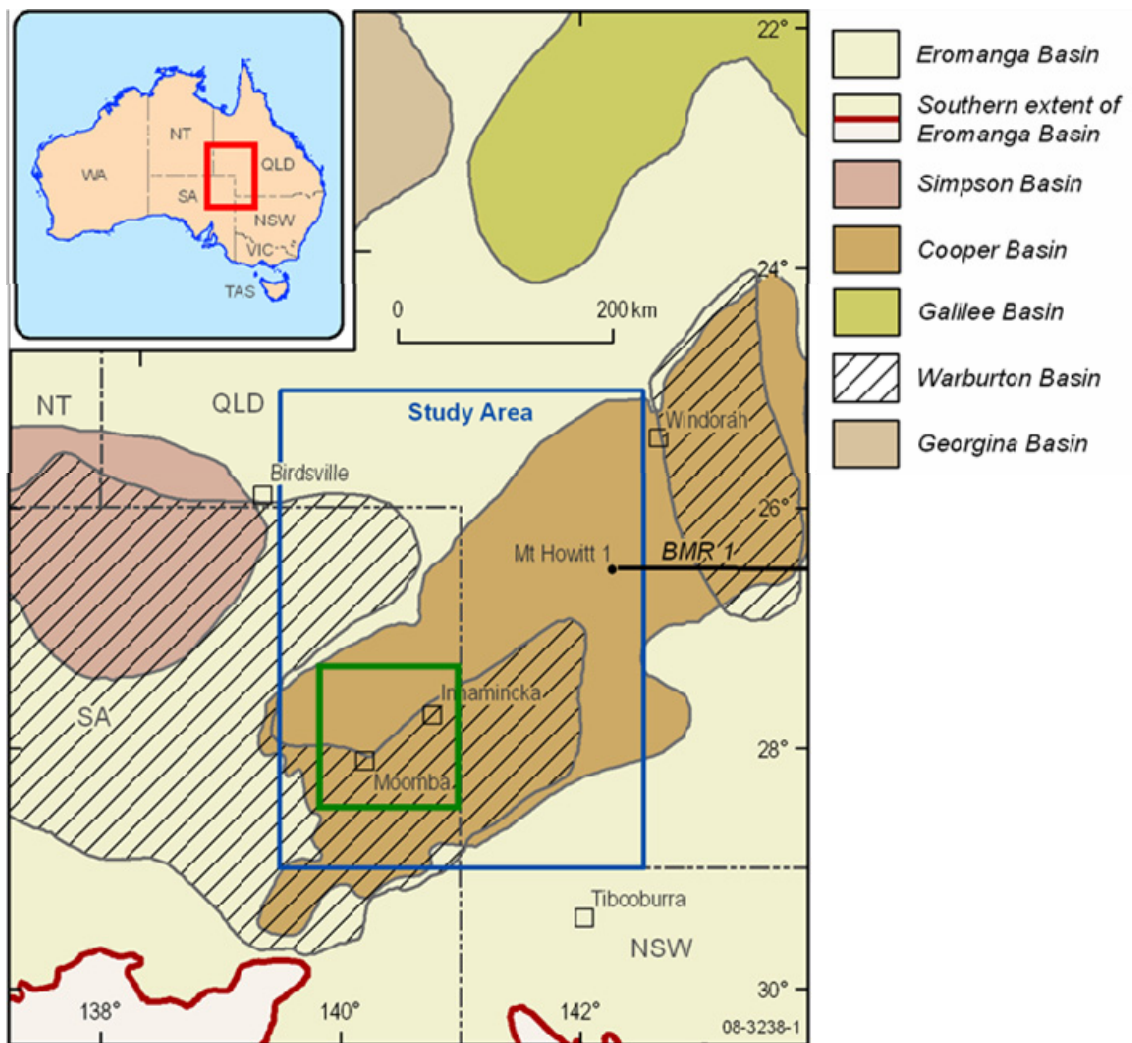 NT
QLD
WA
SA
NSW
VIC
TAS
22°
24°
0
200 km
NT
QLD
Study Area
Windorah
Birdsville
26°
Mt Howitt 1
BMR 1
Innamincka
SA
28°
Moomba
Tibooburra
NSW
30°
138°
140°
142°
08-3238-1
Eromanga Basin
Southern extent of
Eromanga Basin
Simpson Basin
Cooper Basin
Galilee Basin
Warburton Basin
Georgina Basin